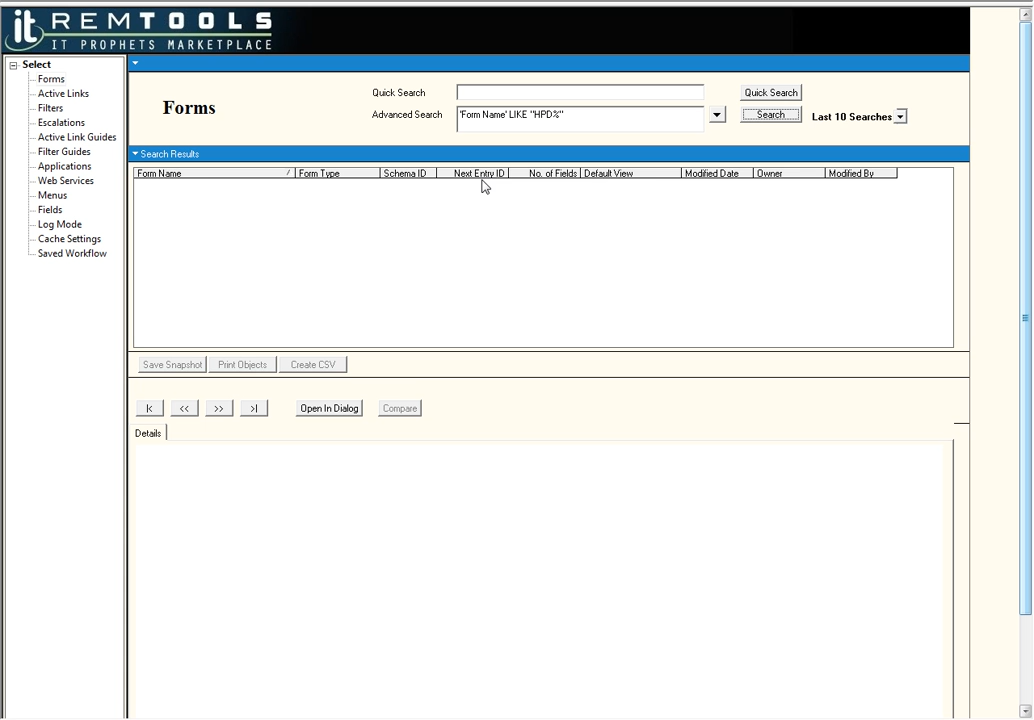 it REMTOOLS
IT PROPHETS MARKETPLACE
Select
Forms
Active Links
Filters
Escalations
Active Link Guides
Filter Guides
Applications
Web Services
Menus
Fields
Log Mode
Cache Settings
Saved Workflow
Forms
Quick Search
Quick Search
Advanced Search 'Form Name' LIKE "HPD%" Search Last 10 Searches
Search Results
Form Name / Form Type Schema ID Next Entry ID No. of Fields Default View Modified Date Owner Modified By
Save Snapshot Print Objects Create CSV
|< << >> >| Open In Dialog Compare
Details